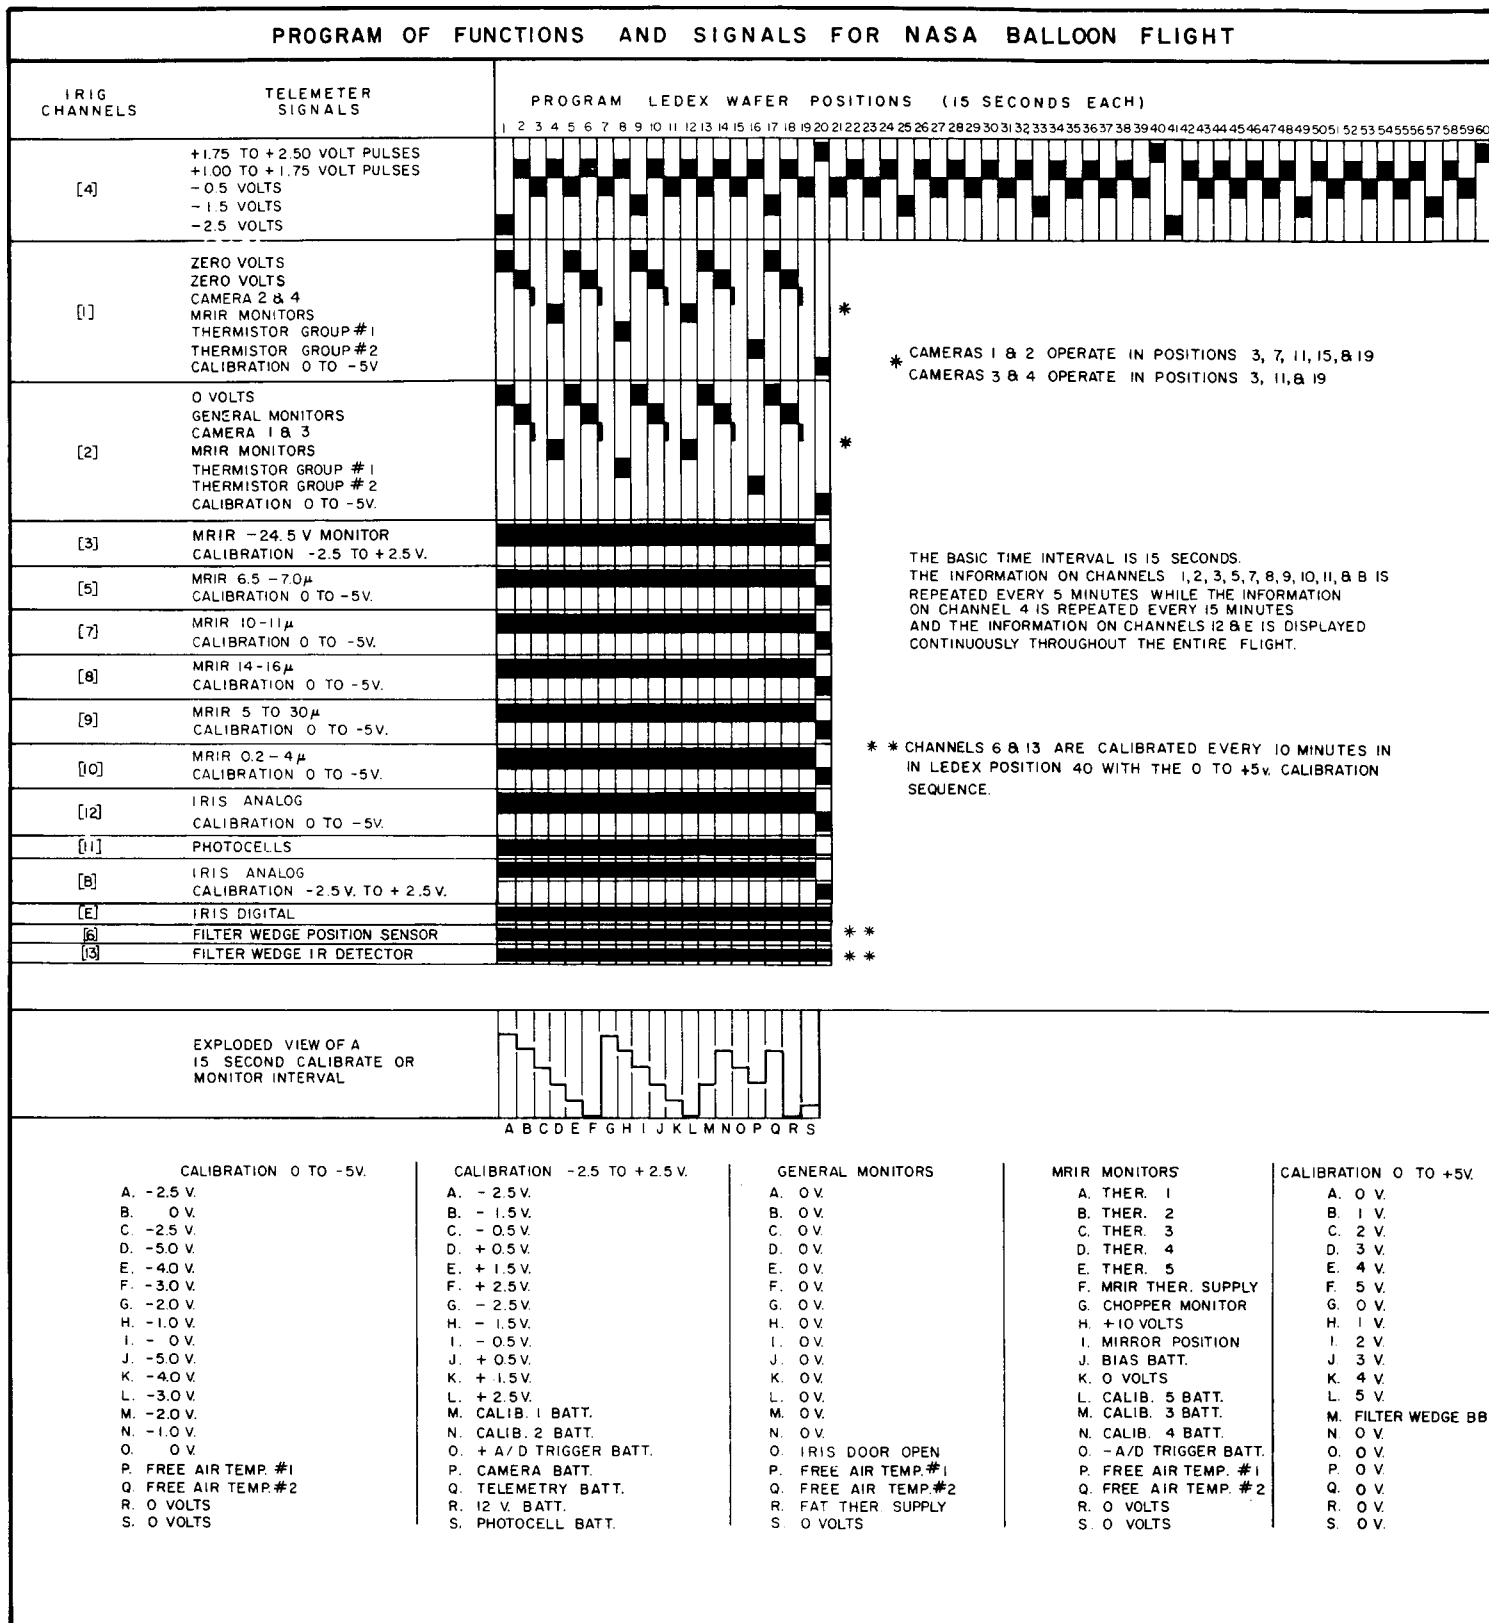 PROGRAM OF FUNCTIONS AND SIGNALS FOR NASA BALLOON FLIGHT
IRIG CHANNELS
TELEMETER SIGNALS
PROGRAM LEDEX WAFER POSITIONS (15 SECONDS EACH)
1 2 3 4 5 6 7 8 9 10 11 12 13 14 15 16 17 18 19 20 21 22 23 24 25 26 27 28 29 30 31 32 33 34 35 36 37 38 39 40 41 42 43 44 45 46 47 48 49 50 51 52 53 54 55 56 57 58 59 60
[4]
+1.75 TO +2.50 VOLT PULSES
+1.00 TO +1.75 VOLT PULSES
-0.5 VOLTS
-1.5 VOLTS
-2.5 VOLTS
[1]
ZERO VOLTS
ZERO VOLTS
CAMERA 2 & 4
MRIR MONITORS
THERMISTOR GROUP #1
THERMISTOR GROUP #2
CALIBRATION 0 TO -5V
*
* CAMERAS 1 & 2 OPERATE IN POSITIONS 3, 7, 11, 15, & 19
CAMERAS 3 & 4 OPERATE IN POSITIONS 3, 11, & 19
[2]
0 VOLTS
GENERAL MONITORS
CAMERA 1 & 3
MRIR MONITORS
THERMISTOR GROUP #1
THERMISTOR GROUP #2
CALIBRATION 0 TO -5V.
*
[3]
MRIR -24.5 V MONITOR
CALIBRATION -2.5 TO +2.5 V.
[5]
MRIR 6.5 -7.0μ
CALIBRATION 0 TO -5V.
[7]
MRIR 10-11μ
CALIBRATION 0 TO -5V.
[8]
MRIR 14-16μ
CALIBRATION 0 TO -5V.
[9]
MRIR 5 TO 30μ
CALIBRATION 0 TO -5V.
[10]
MRIR 0.2-4μ
CALIBRATION 0 TO -5V.
[12]
IRIS ANALOG
CALIBRATION 0 TO -5V.
[11]
PHOTOCELLS
[B]
IRIS ANALOG
CALIBRATION -2.5 V. TO + 2.5 V.
[E]
IRIS DIGITAL
[6]
FILTER WEDGE POSITION SENSOR
* *
[13]
FILTER WEDGE IR DETECTOR
* *
THE BASIC TIME INTERVAL IS 15 SECONDS.
THE INFORMATION ON CHANNELS 1, 2, 3, 5, 7, 8, 9, 10, 11, & B IS
REPEATED EVERY 5 MINUTES WHILE THE INFORMATION
ON CHANNEL 4 IS REPEATED EVERY 15 MINUTES
AND THE INFORMATION ON CHANNELS 12 & E IS DISPLAYED
CONTINUOUSLY THROUGHOUT THE ENTIRE FLIGHT.
* * CHANNELS 6 & 13 ARE CALIBRATED EVERY 10 MINUTES IN
IN LEDEX POSITION 40 WITH THE 0 TO +5v. CALIBRATION
SEQUENCE.
EXPLODED VIEW OF A
15 SECOND CALIBRATE OR
MONITOR INTERVAL
A B C D E F G H I J K L M N O P Q R S
CALIBRATION 0 TO -5V.
A. -2.5 V.
B. 0 V.
C. -2.5 V.
D. -5.0 V.
E. -4.0 V.
F. -3.0 V.
G. -2.0 V.
H. -1.0 V.
I. - 0 V.
J. -5.0 V.
K. -4.0 V.
L. -3.0 V.
M. -2.0 V.
N. -1.0 V.
O. 0 V.
P. FREE AIR TEMP. #1
Q. FREE AIR TEMP. #2
R. 0 VOLTS
S. 0 VOLTS
CALIBRATION -2.5 TO +2.5 V.
A. - 2.5 V.
B. - 1.5 V.
C. - 0.5 V.
D. + 0.5 V.
E. + 1.5 V.
F. + 2.5 V.
G. - 2.5 V.
H. - 1.5 V.
I. - 0.5 V.
J. + 0.5 V.
K. + 1.5 V.
L. + 2.5 V.
M. CALIB. 1 BATT.
N. CALIB. 2 BATT.
O. + A/D TRIGGER BATT.
P. CAMERA BATT.
Q. TELEMETRY BATT.
R. 12 V. BATT.
S. PHOTOCELL BATT.
GENERAL MONITORS
A. 0 V.
B. 0 V.
C. 0 V.
D. 0 V.
E. 0 V.
F. 0 V.
G. 0 V.
H. 0 V.
I. 0 V.
J. 0 V.
K. 0 V.
L. 0 V.
M. 0 V.
N. 0 V.
O. IRIS DOOR OPEN
P. FREE AIR TEMP. #1
Q. FREE AIR TEMP. #2
R. FAT THER. SUPPLY
S. 0 VOLTS
MRIR MONITORS
A. THER. 1
B. THER. 2
C. THER. 3
D. THER. 4
E. THER. 5
F. MRIR THER. SUPPLY
G. CHOPPER MONITOR
H. +10 VOLTS
I. MIRROR POSITION
J. BIAS BATT.
K. 0 VOLTS
L. CALIB. 5 BATT.
M. CALIB. 3 BATT.
N. CALIB. 4 BATT.
O. -A/D TRIGGER BATT.
P. FREE AIR TEMP. #1
Q. FREE AIR TEMP. #2
R. 0 VOLTS
S. 0 VOLTS
CALIBRATION 0 TO +5V.
A. 0 V.
B. 1 V.
C. 2 V.
D. 3 V.
E. 4 V.
F. 5 V.
G. 0 V.
H. 1 V.
I. 2 V.
J. 3 V.
K. 4 V.
L. 5 V.
M. FILTER WEDGE BB
N. 0 V.
O. 0 V.
P. 0 V.
Q. 0 V.
R. 0 V.
S. 0 V.